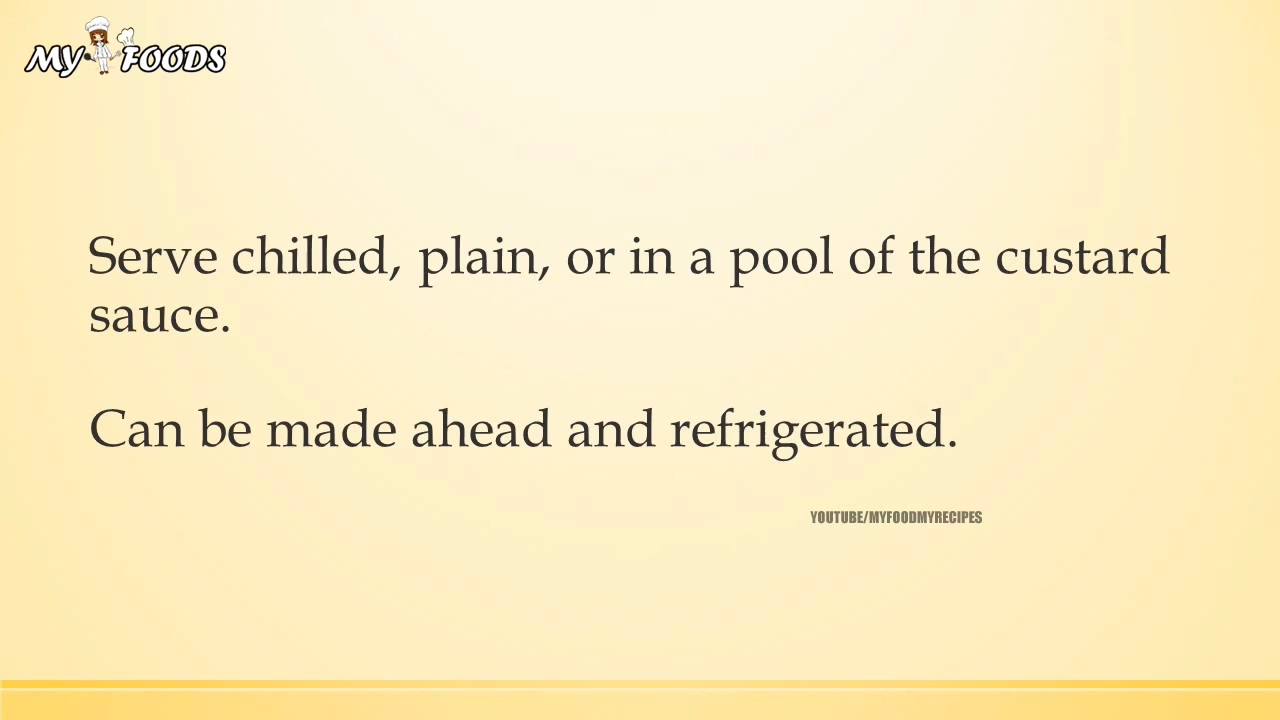 MY FOODS
Serve chilled, plain, or in a pool of the custard
sauce.
Can be made ahead and refrigerated.
YOUTUBE/MYFOODMYRECIPES